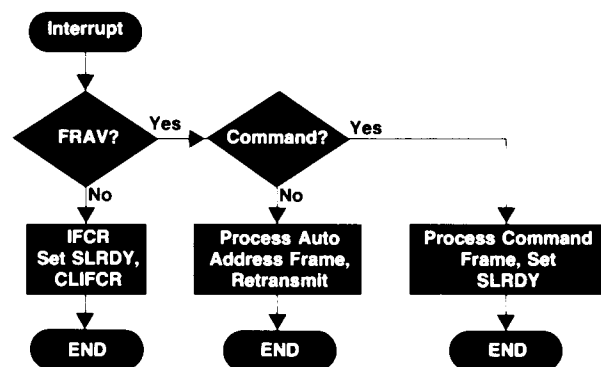 Interrupt
FRAV?
Yes
Command?
Yes
No
No
IFCR
Set SLRDY,
CLIFCR
Process Auto
Address Frame,
Retransmit
Process Command
Frame, Set
SLRDY
END
END
END